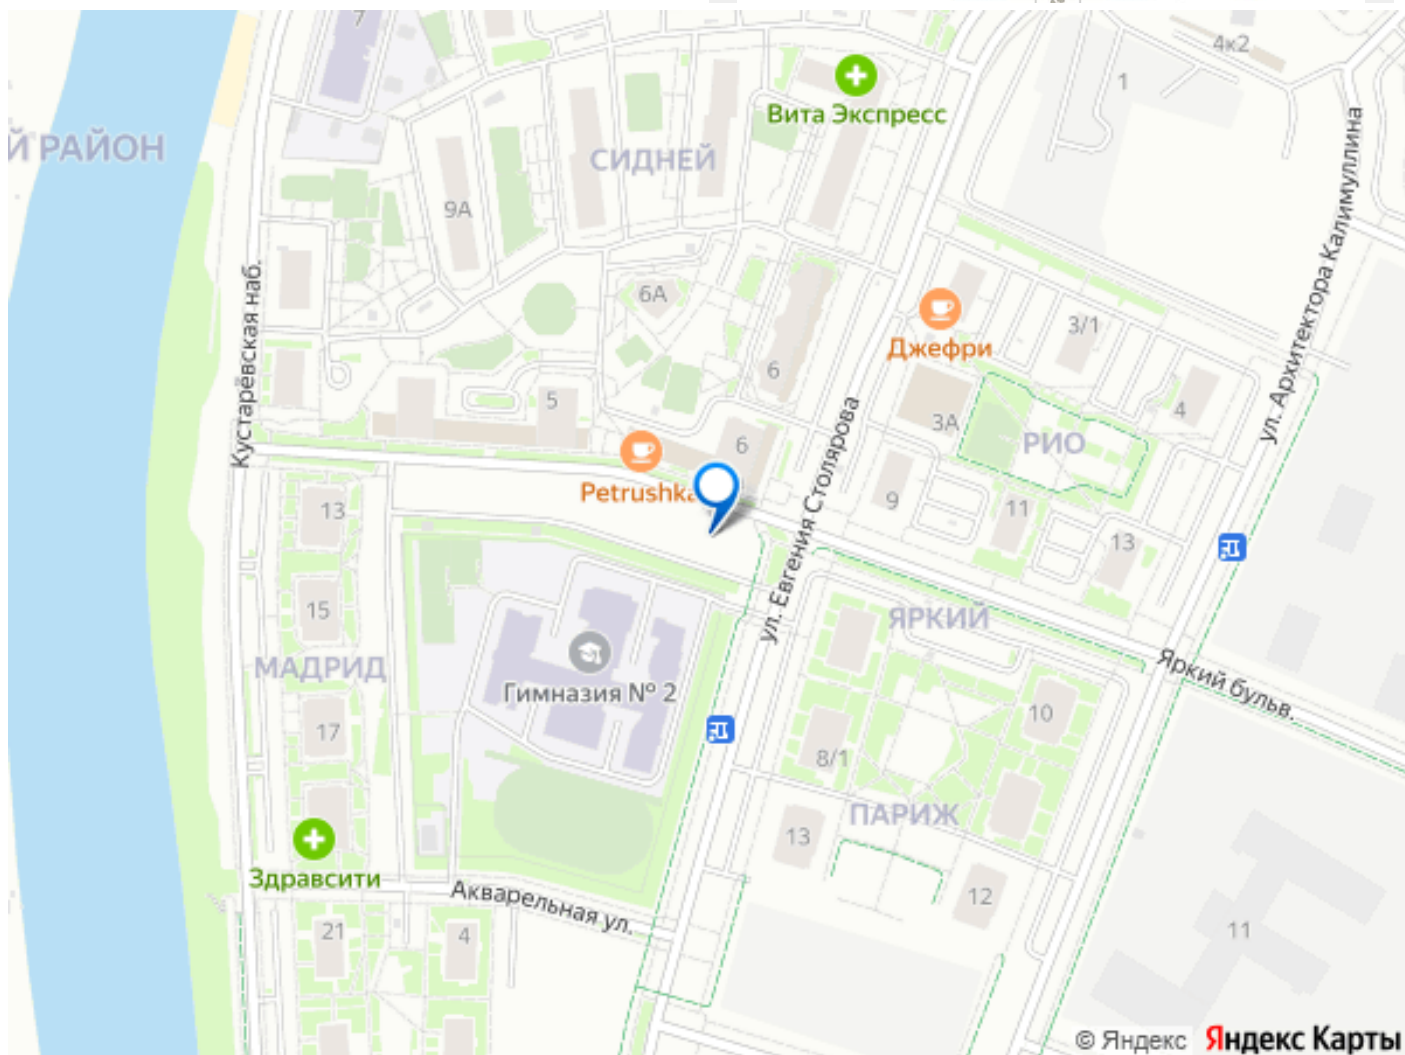 7
4к2
1
Вита Экспресс
Й РАЙОН
СИДНЕЙ
9А
ул. Архитектора Калимуллина
Кустарёвская наб.
6А
3/1
Джефри
6
5
4
3А
РИО
6
Petrushka
ул. Евгения Столярова
13
9
11
13
15
ЯРКИЙ
МАДРИД
Гимназия № 2
Яркий бульв.
17
10
8/1
ПАРИЖ
13
Здравсити
Акварельная ул.
12
21
4
11
© Яндекс
Яндекс Карты